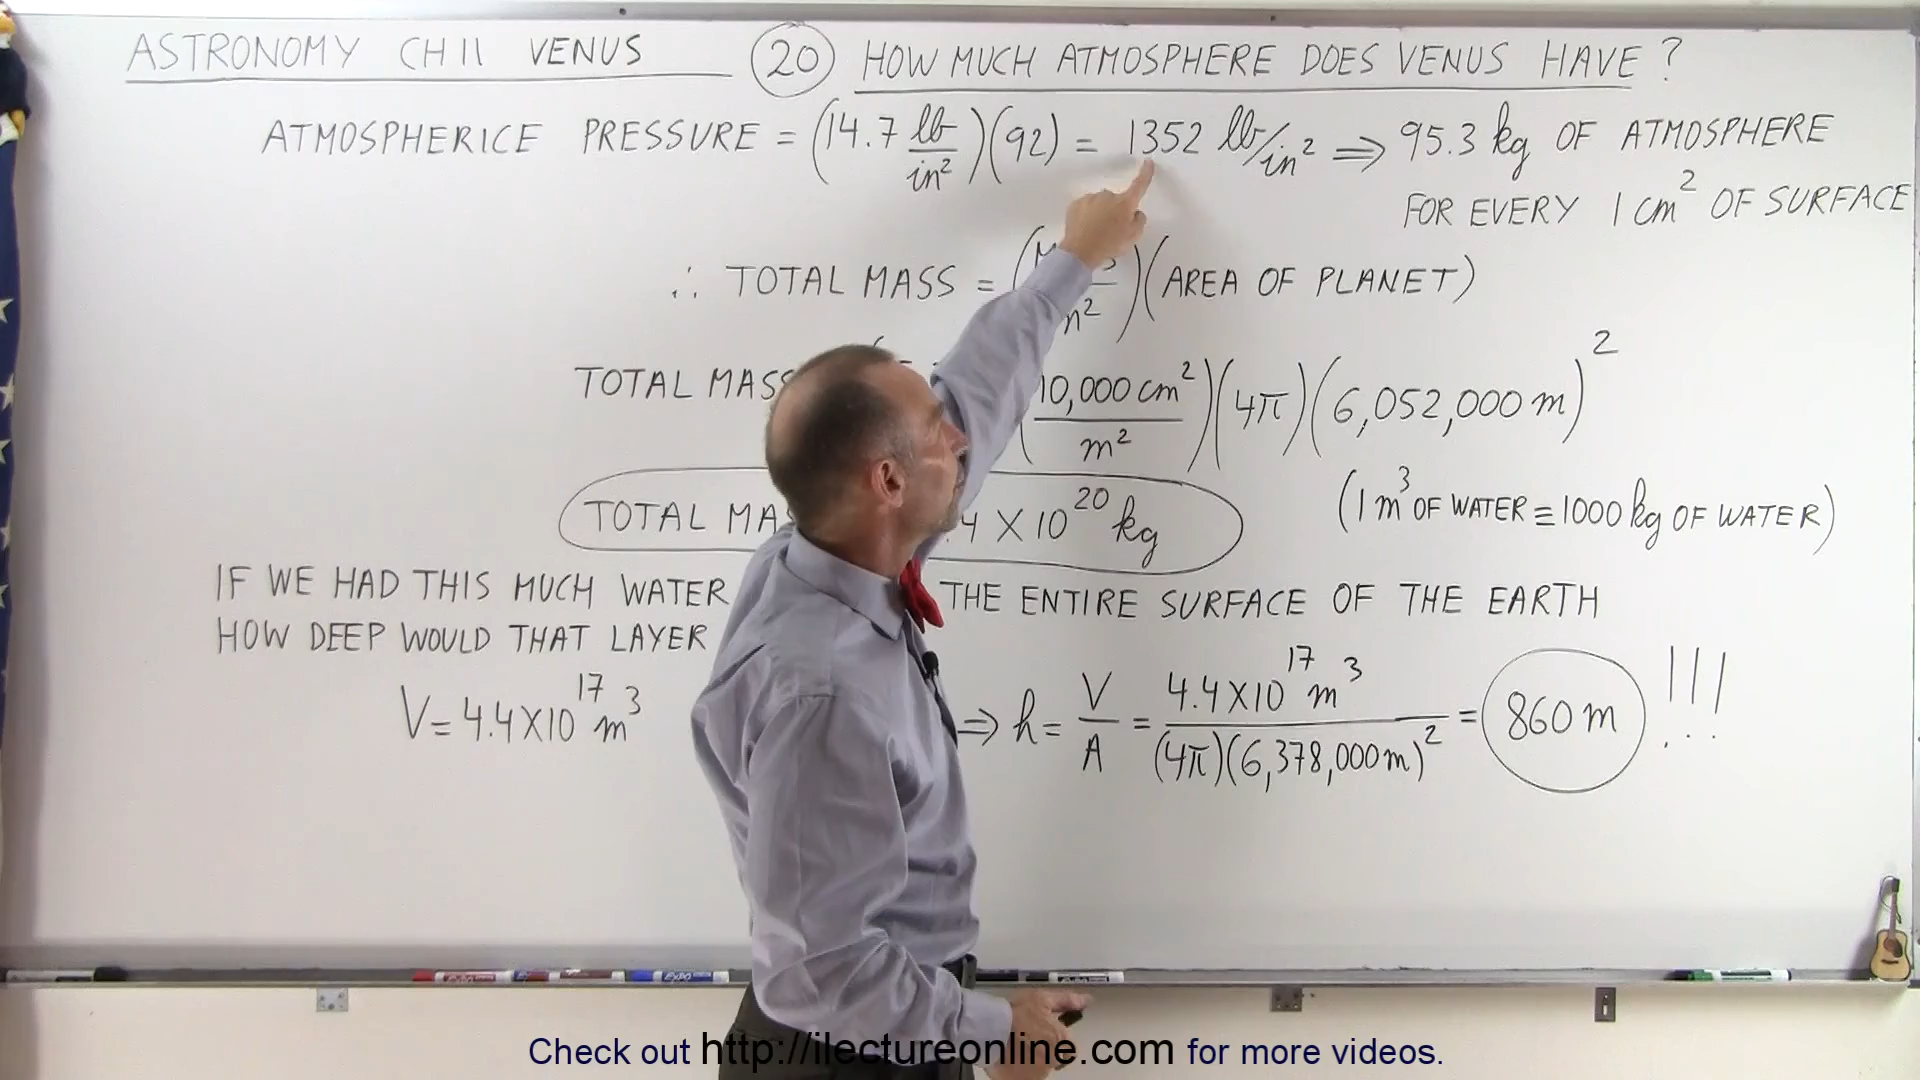 ASTRONOMY CH 11 VENUS 20 HOW MUCH ATMOSPHERE DOES VENUS HAVE ?
ATMOSPHERICE PRESSURE = (14.7 lb/in²)(92) = 1352 lb/in² ⇒ 95.3 kg OF ATMOSPHERE
FOR EVERY 1 cm² OF SURFACE
∴ TOTAL MASS = ( )(AREA OF PLANET)
TOTAL MASS (10,000 cm²/m²)(4π)(6,052,000 m)²
TOTAL 4 X 10²⁰ kg
(1 m³ OF WATER ≡ 1000 kg OF WATER)
IF WE HAD THIS MUCH WATER THE ENTIRE SURFACE OF THE EARTH
HOW DEEP WOULD THAT LAYER
V = 4.4 X 10¹⁷ m³ ⇒ h = V/A = 4.4 X 10¹⁷ m³/(4π)(6,378,000 m)² = 860 m !!!
EXPO EXPO
Check out http://ilectureonline.com for more videos.